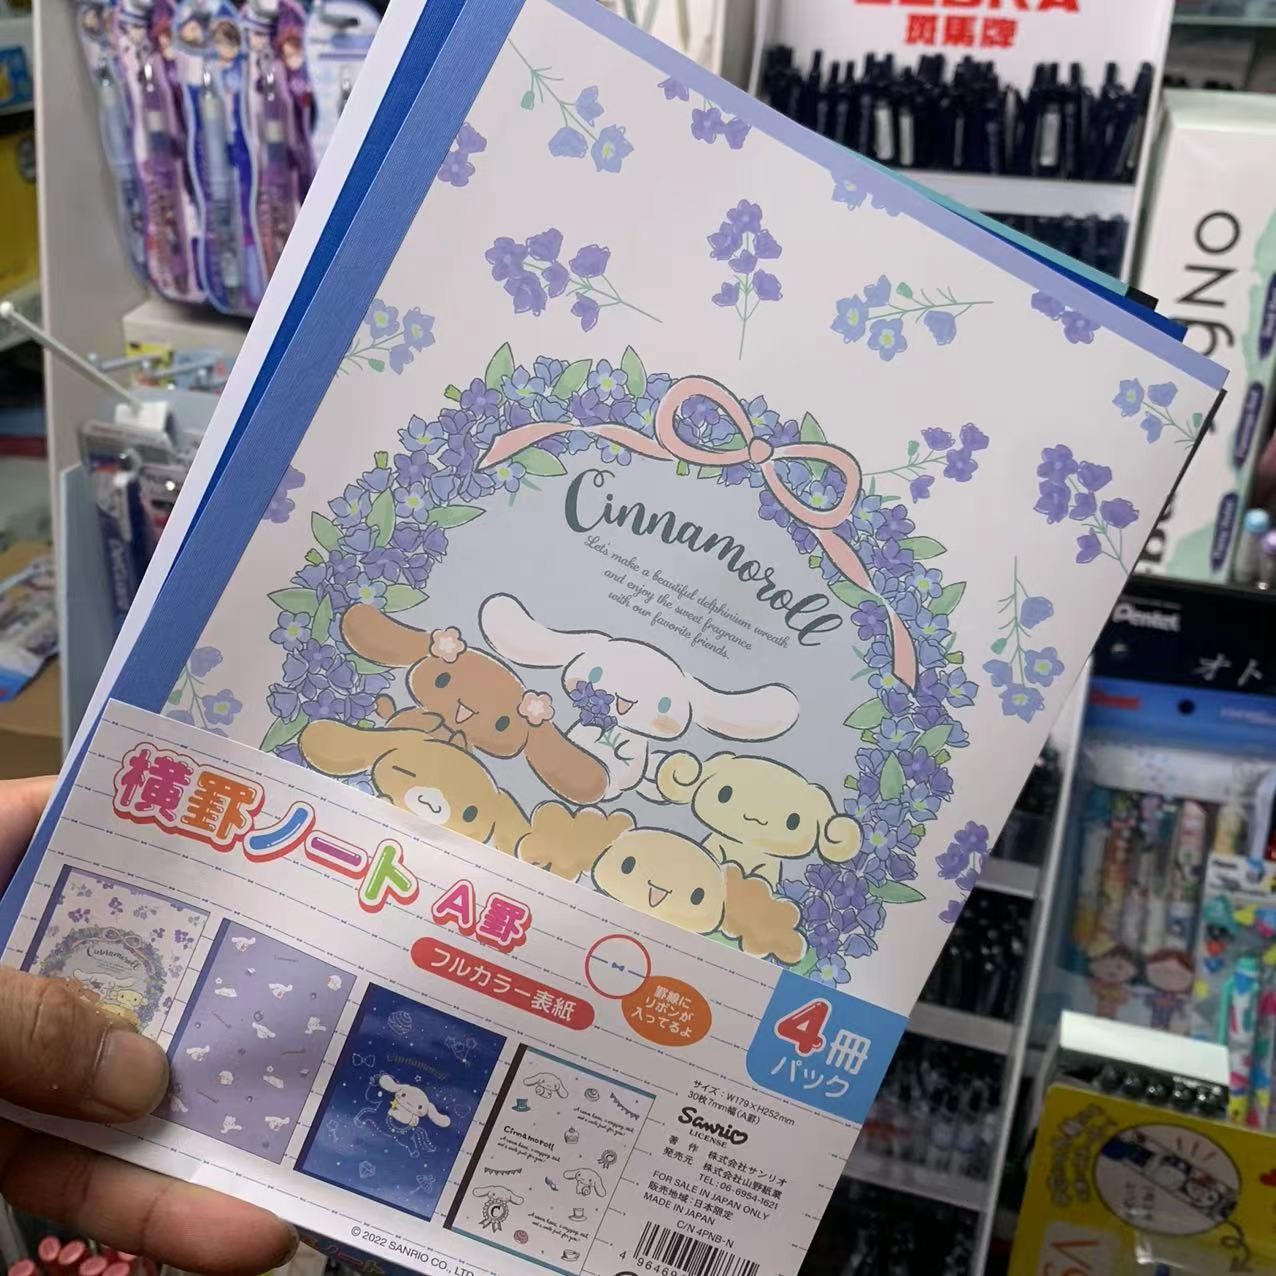 ZEBRA
斑馬牌
Cinnamoroll
Let's make a beautiful delphinium wreath
and enjoy the sweet fragrance
with our favorite friends.
Pentel
オト
横罫ノート A罫
フルカラー表紙
罫線に
リボンが
入ってるよ
4冊
パック
Cinnamoroll
Cinnamoroll
Cinnamoroll
サイズ:W179×H252mm
30枚7mm幅(A罫)
Sanrio
LICENSE
著作 株式会社サンリオ
発売元 株式会社山野紙業
TEL:06-6954-1621
FOR SALE IN JAPAN ONLY
販売地域:日本限定
MADE IN JAPAN
C/N 4PNB-N
© 2022 SANRIO CO., LTD